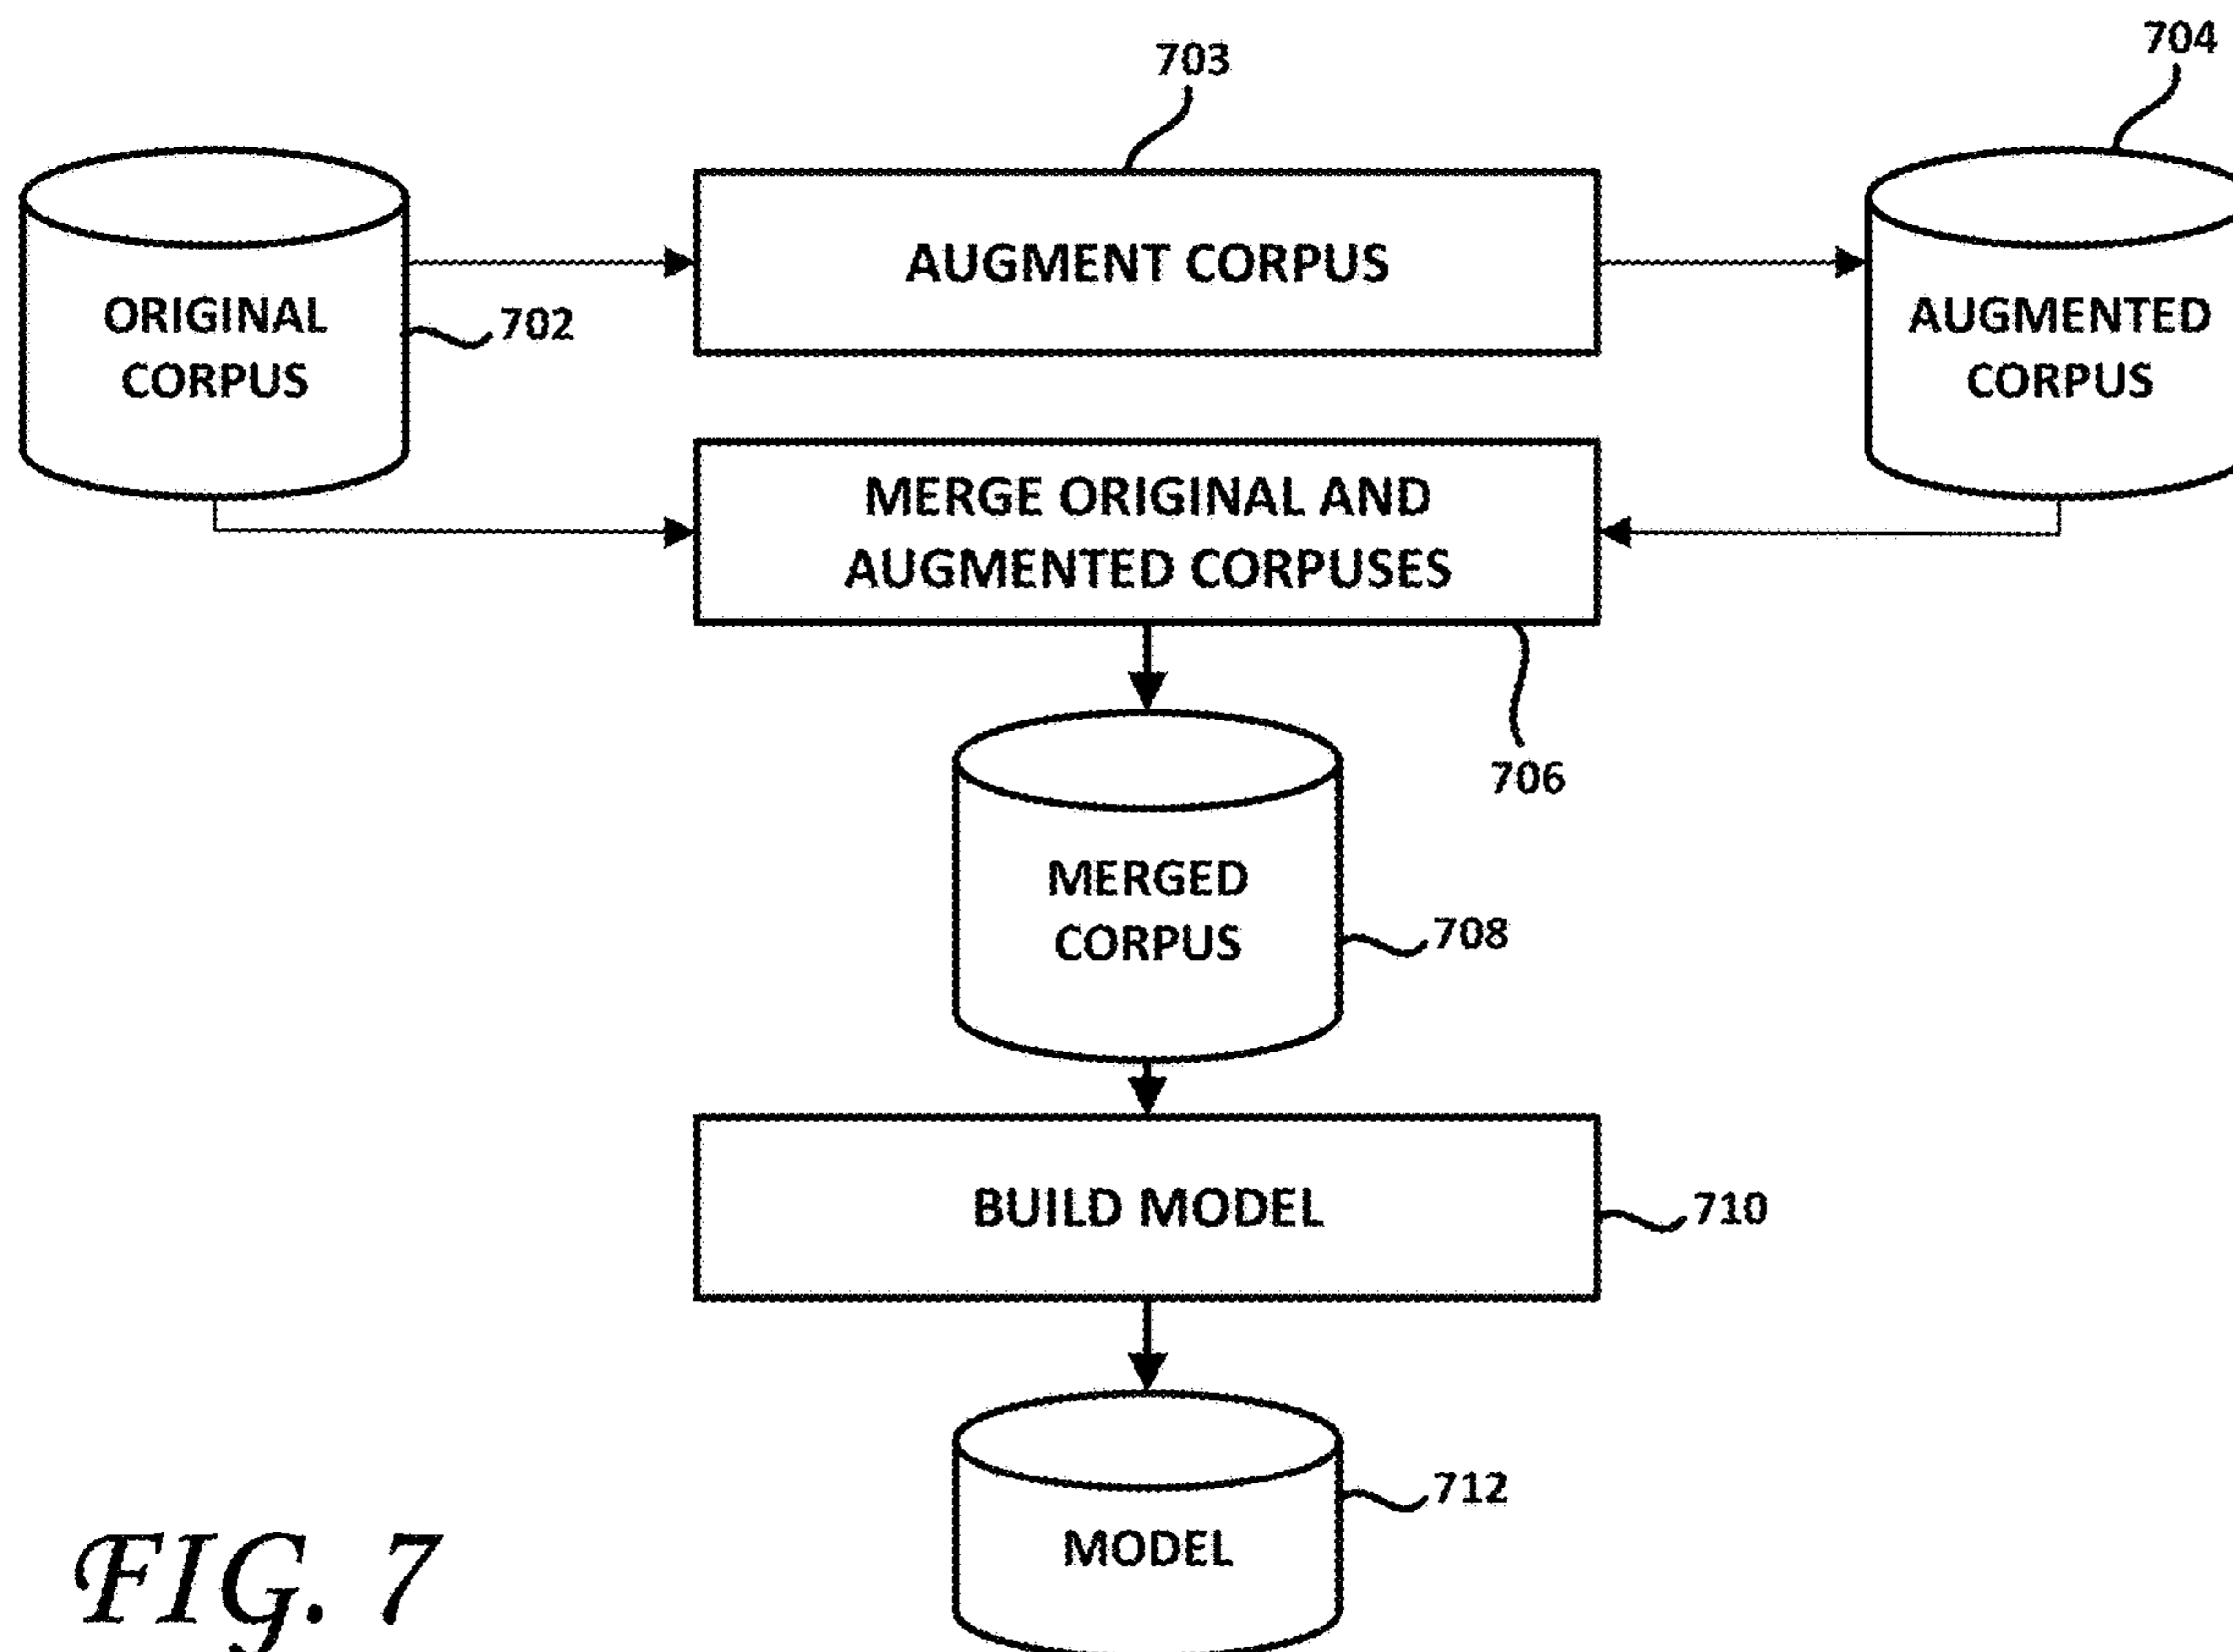 703
704
AUGMENT CORPUS
ORIGINAL
CORPUS
702
AUGMENTED
CORPUS
MERGE ORIGINAL AND
AUGMENTED CORPUSES
706
MERGED
CORPUS
708
BUILD MODEL
710
712
MODEL
FIG. 7